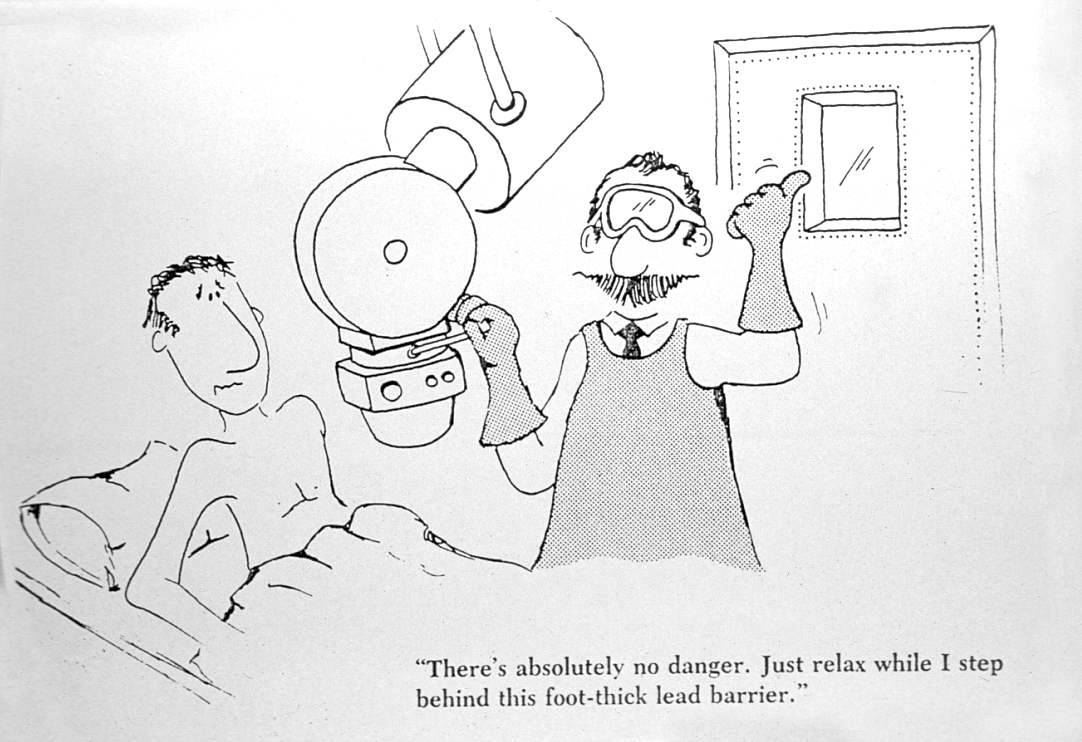 “There’s absolutely no danger. Just relax while I step
behind this foot-thick lead barrier.”